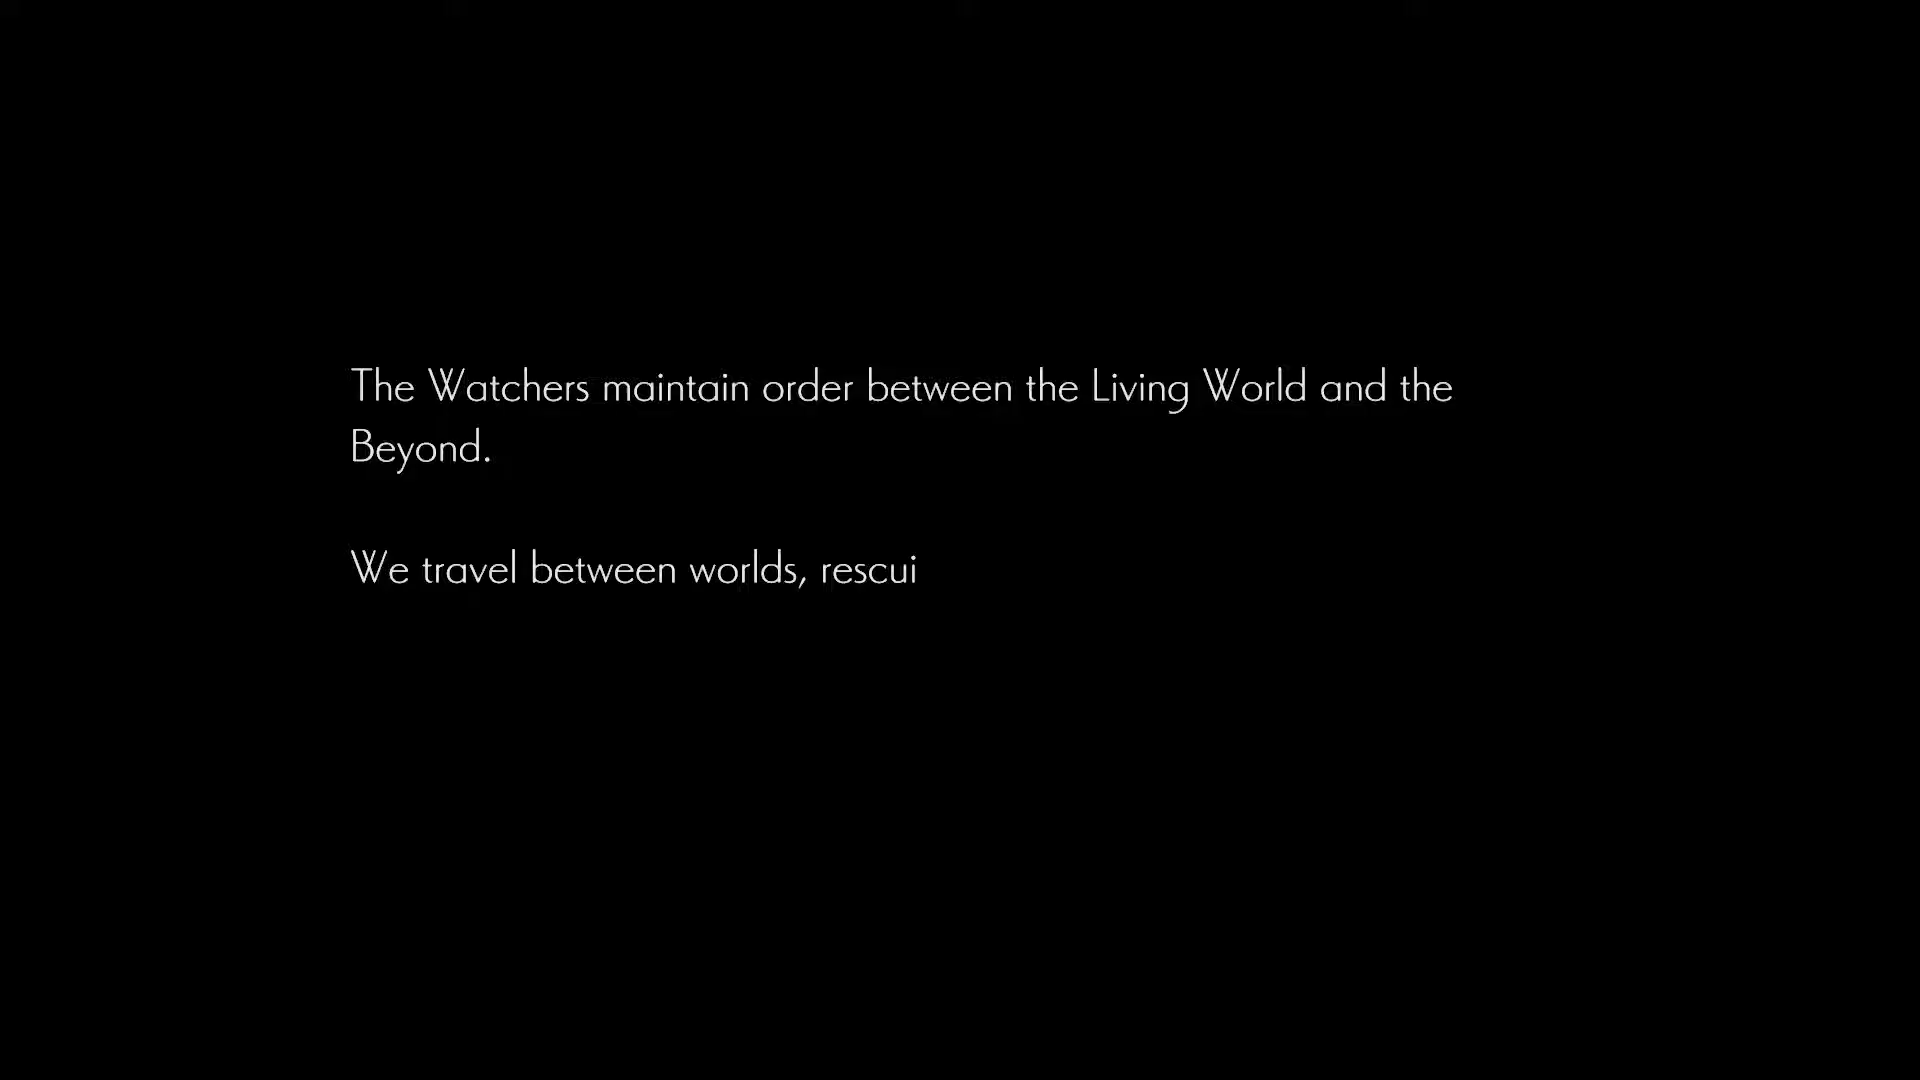 The Watchers maintain order between the Living World and the
Beyond.
We travel between worlds, rescui